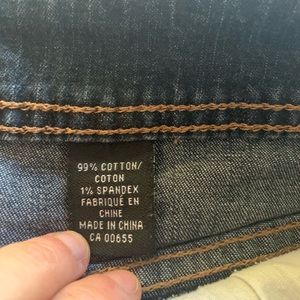 99% COTTON/
COTON
1% SPANDEX
FABRIQUÉ EN
CHINE
MADE IN CHINA
CA 00655